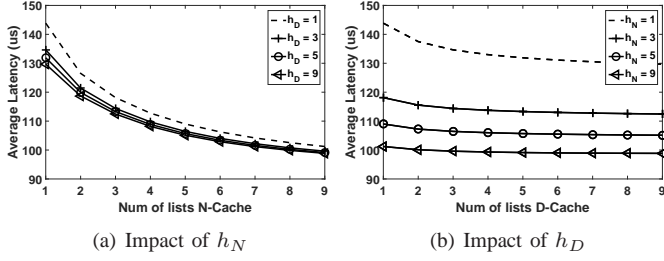 150
140
130
120
110
100
90
Average Latency (us)
1 2 3 4 5 6 7 8 9
Num of lists N-Cache
h_D = 1
h_D = 3
h_D = 5
h_D = 9
(a) Impact of h_N
150
140
130
120
110
100
90
Average Latency (us)
1 2 3 4 5 6 7 8 9
Num of lists D-Cache
h_N = 1
h_N = 3
h_N = 5
h_N = 9
(b) Impact of h_D